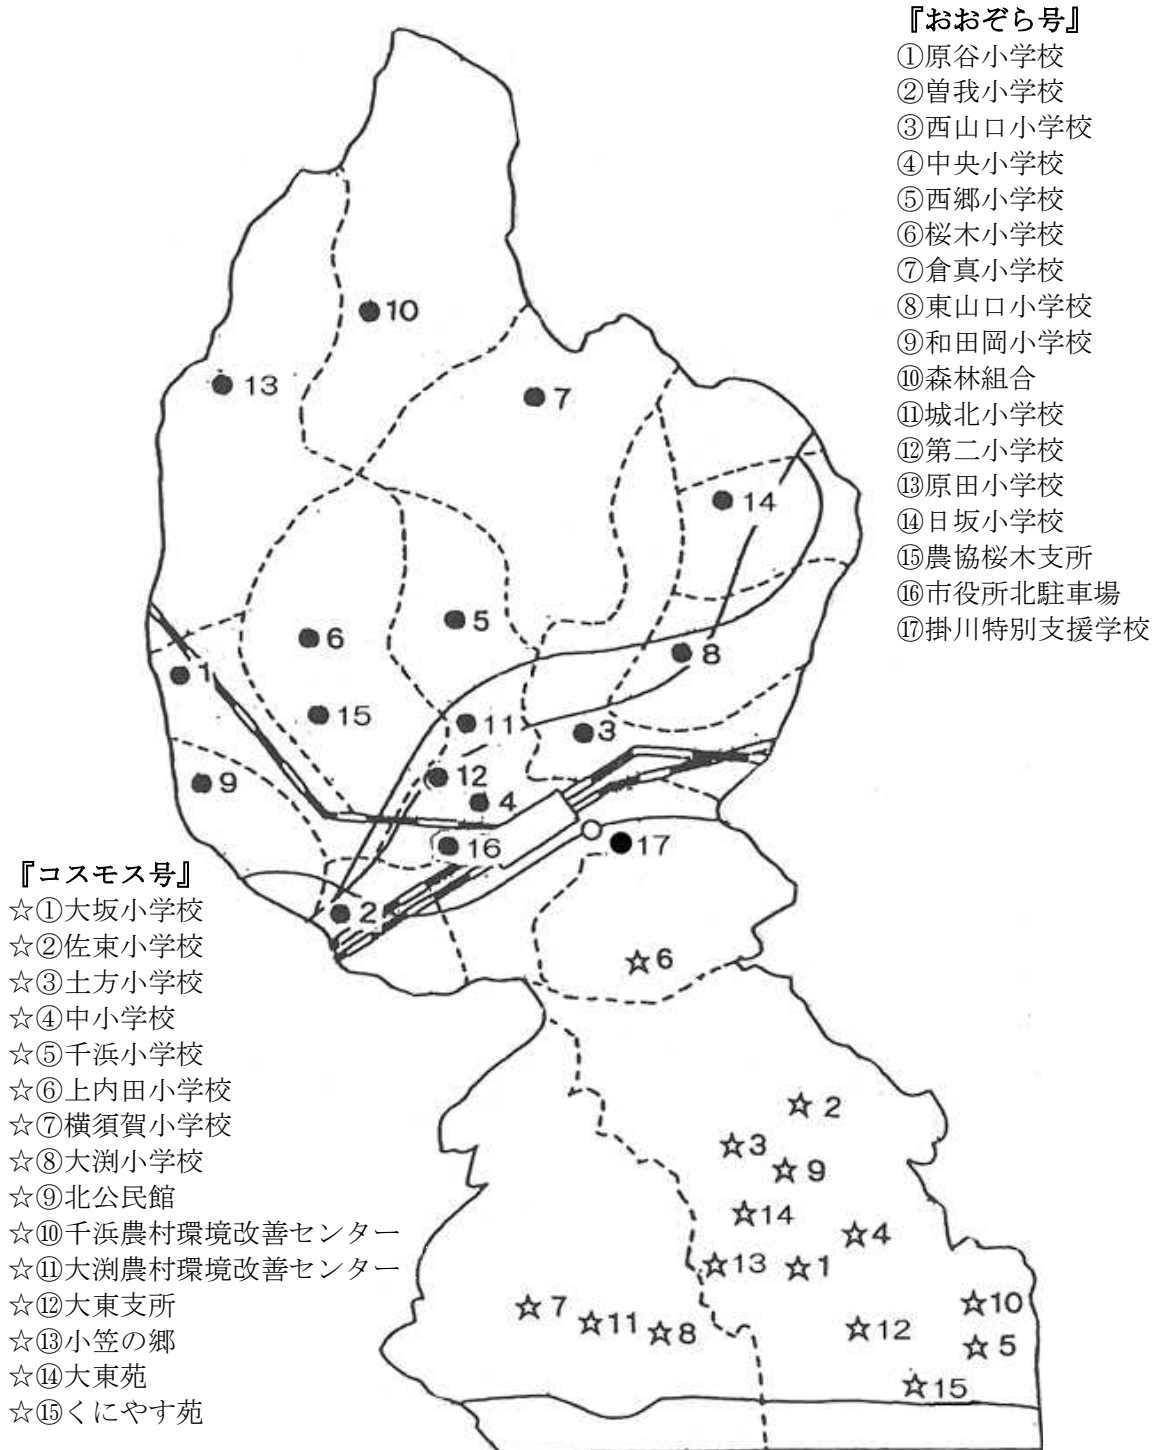 『おおぞら号』
①原谷小学校
②曽我小学校
③西山口小学校
④中央小学校
⑤西郷小学校
⑥桜木小学校
⑦倉真小学校
⑧東山口小学校
⑨和田岡小学校
⑩森林組合
⑪城北小学校
⑫第二小学校
⑬原田小学校
⑭日坂小学校
⑮農協桜木支所
⑯市役所北駐車場
⑰掛川特別支援学校
10
13
7
14
5
6
8
1
15
11
3
9
12
4
16
17
2
☆6
☆2
☆3
☆9
☆14
☆4
☆13
☆1
☆7
☆11
☆8
☆10
☆12
☆5
☆15
『コスモス号』
☆①大坂小学校
☆②佐束小学校
☆③土方小学校
☆④中小学校
☆⑤千浜小学校
☆⑥上内田小学校
☆⑦横須賀小学校
☆⑧大渕小学校
☆⑨北公民館
☆⑩千浜農村環境改善センター
☆⑪大渕農村環境改善センター
☆⑫大東支所
☆⑬小笠の郷
☆⑭大東苑
☆⑮くにやす苑